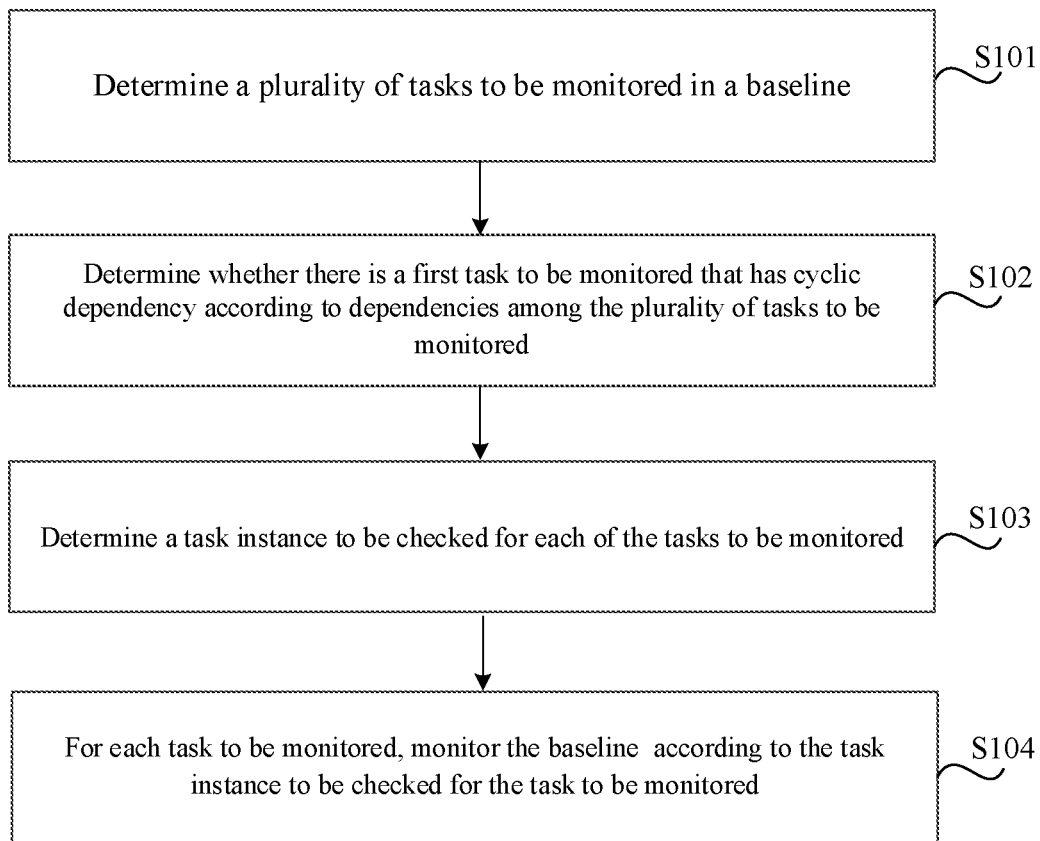 Determine a plurality of tasks to be monitored in a baseline
S101
Determine whether there is a first task to be monitored that has cyclic
dependency according to dependencies among the plurality of tasks to be
monitored
S102
Determine a task instance to be checked for each of the tasks to be monitored
S103
For each task to be monitored, monitor the baseline according to the task
instance to be checked for the task to be monitored
S104